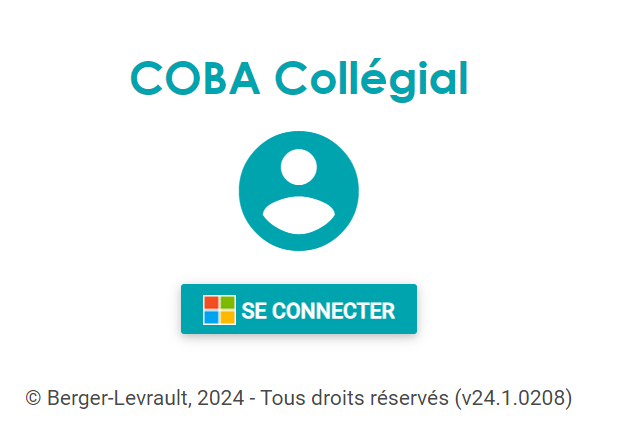 COBA Collégial
SE CONNECTER
© Berger-Levrault, 2024 - Tous droits réservés (v24.1.0208)